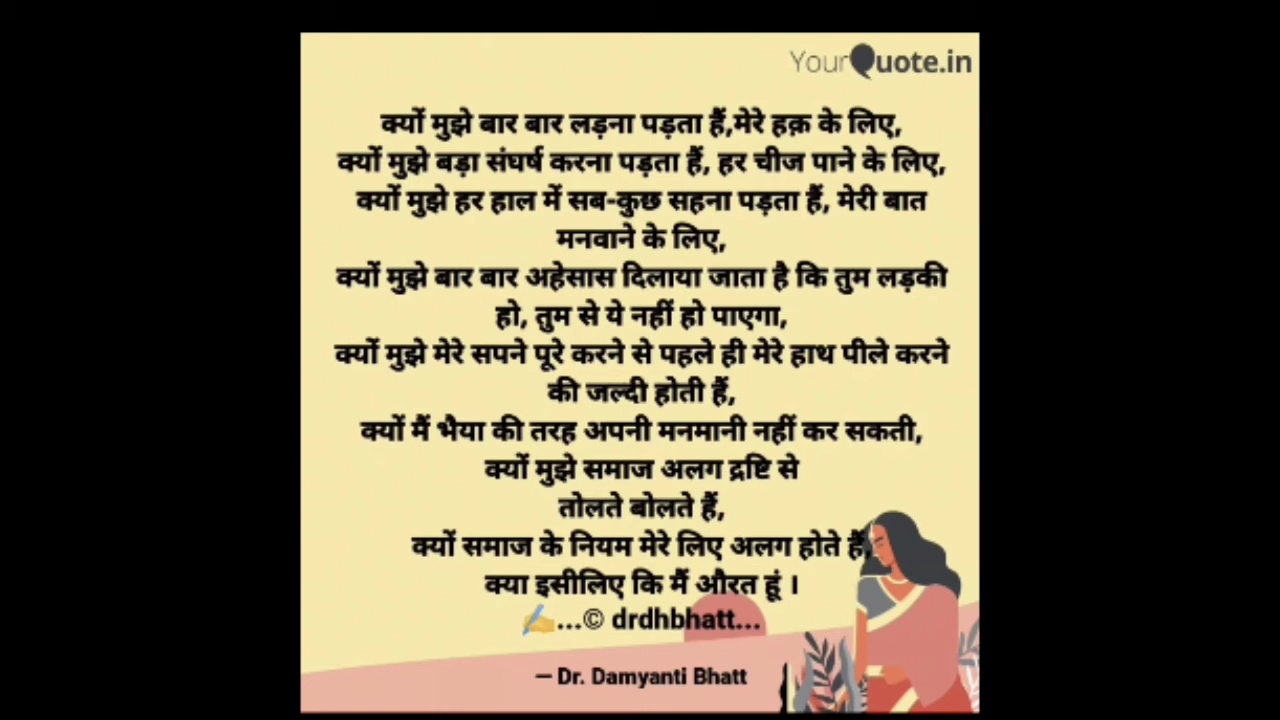 YourQuote.in
क्यों मुझे बार बार लड़ना पड़ता हैं,मेरे हक़ के लिए,
क्यों मुझे बड़ा संघर्ष करना पड़ता हैं, हर चीज पाने के लिए,
क्यों मुझे हर हाल में सब-कुछ सहना पड़ता हैं, मेरी बात
मनवाने के लिए,
क्यों मुझे बार बार अहेसास दिलाया जाता है कि तुम लड़की
हो, तुम से ये नहीं हो पाएगा,
क्यों मुझे मेरे सपने पूरे करने से पहले ही मेरे हाथ पीले करने
की जल्दी होती हैं,
क्यों मैं भैया की तरह अपनी मनमानी नहीं कर सकती,
क्यों मुझे समाज अलग द्रष्टि से
तोलते बोलते हैं,
क्यों समाज के नियम मेरे लिए अलग होते हैं,
क्या इसीलिए कि मैं औरत हूं ।
✍️...© drdhbhatt...
— Dr. Damyanti Bhatt